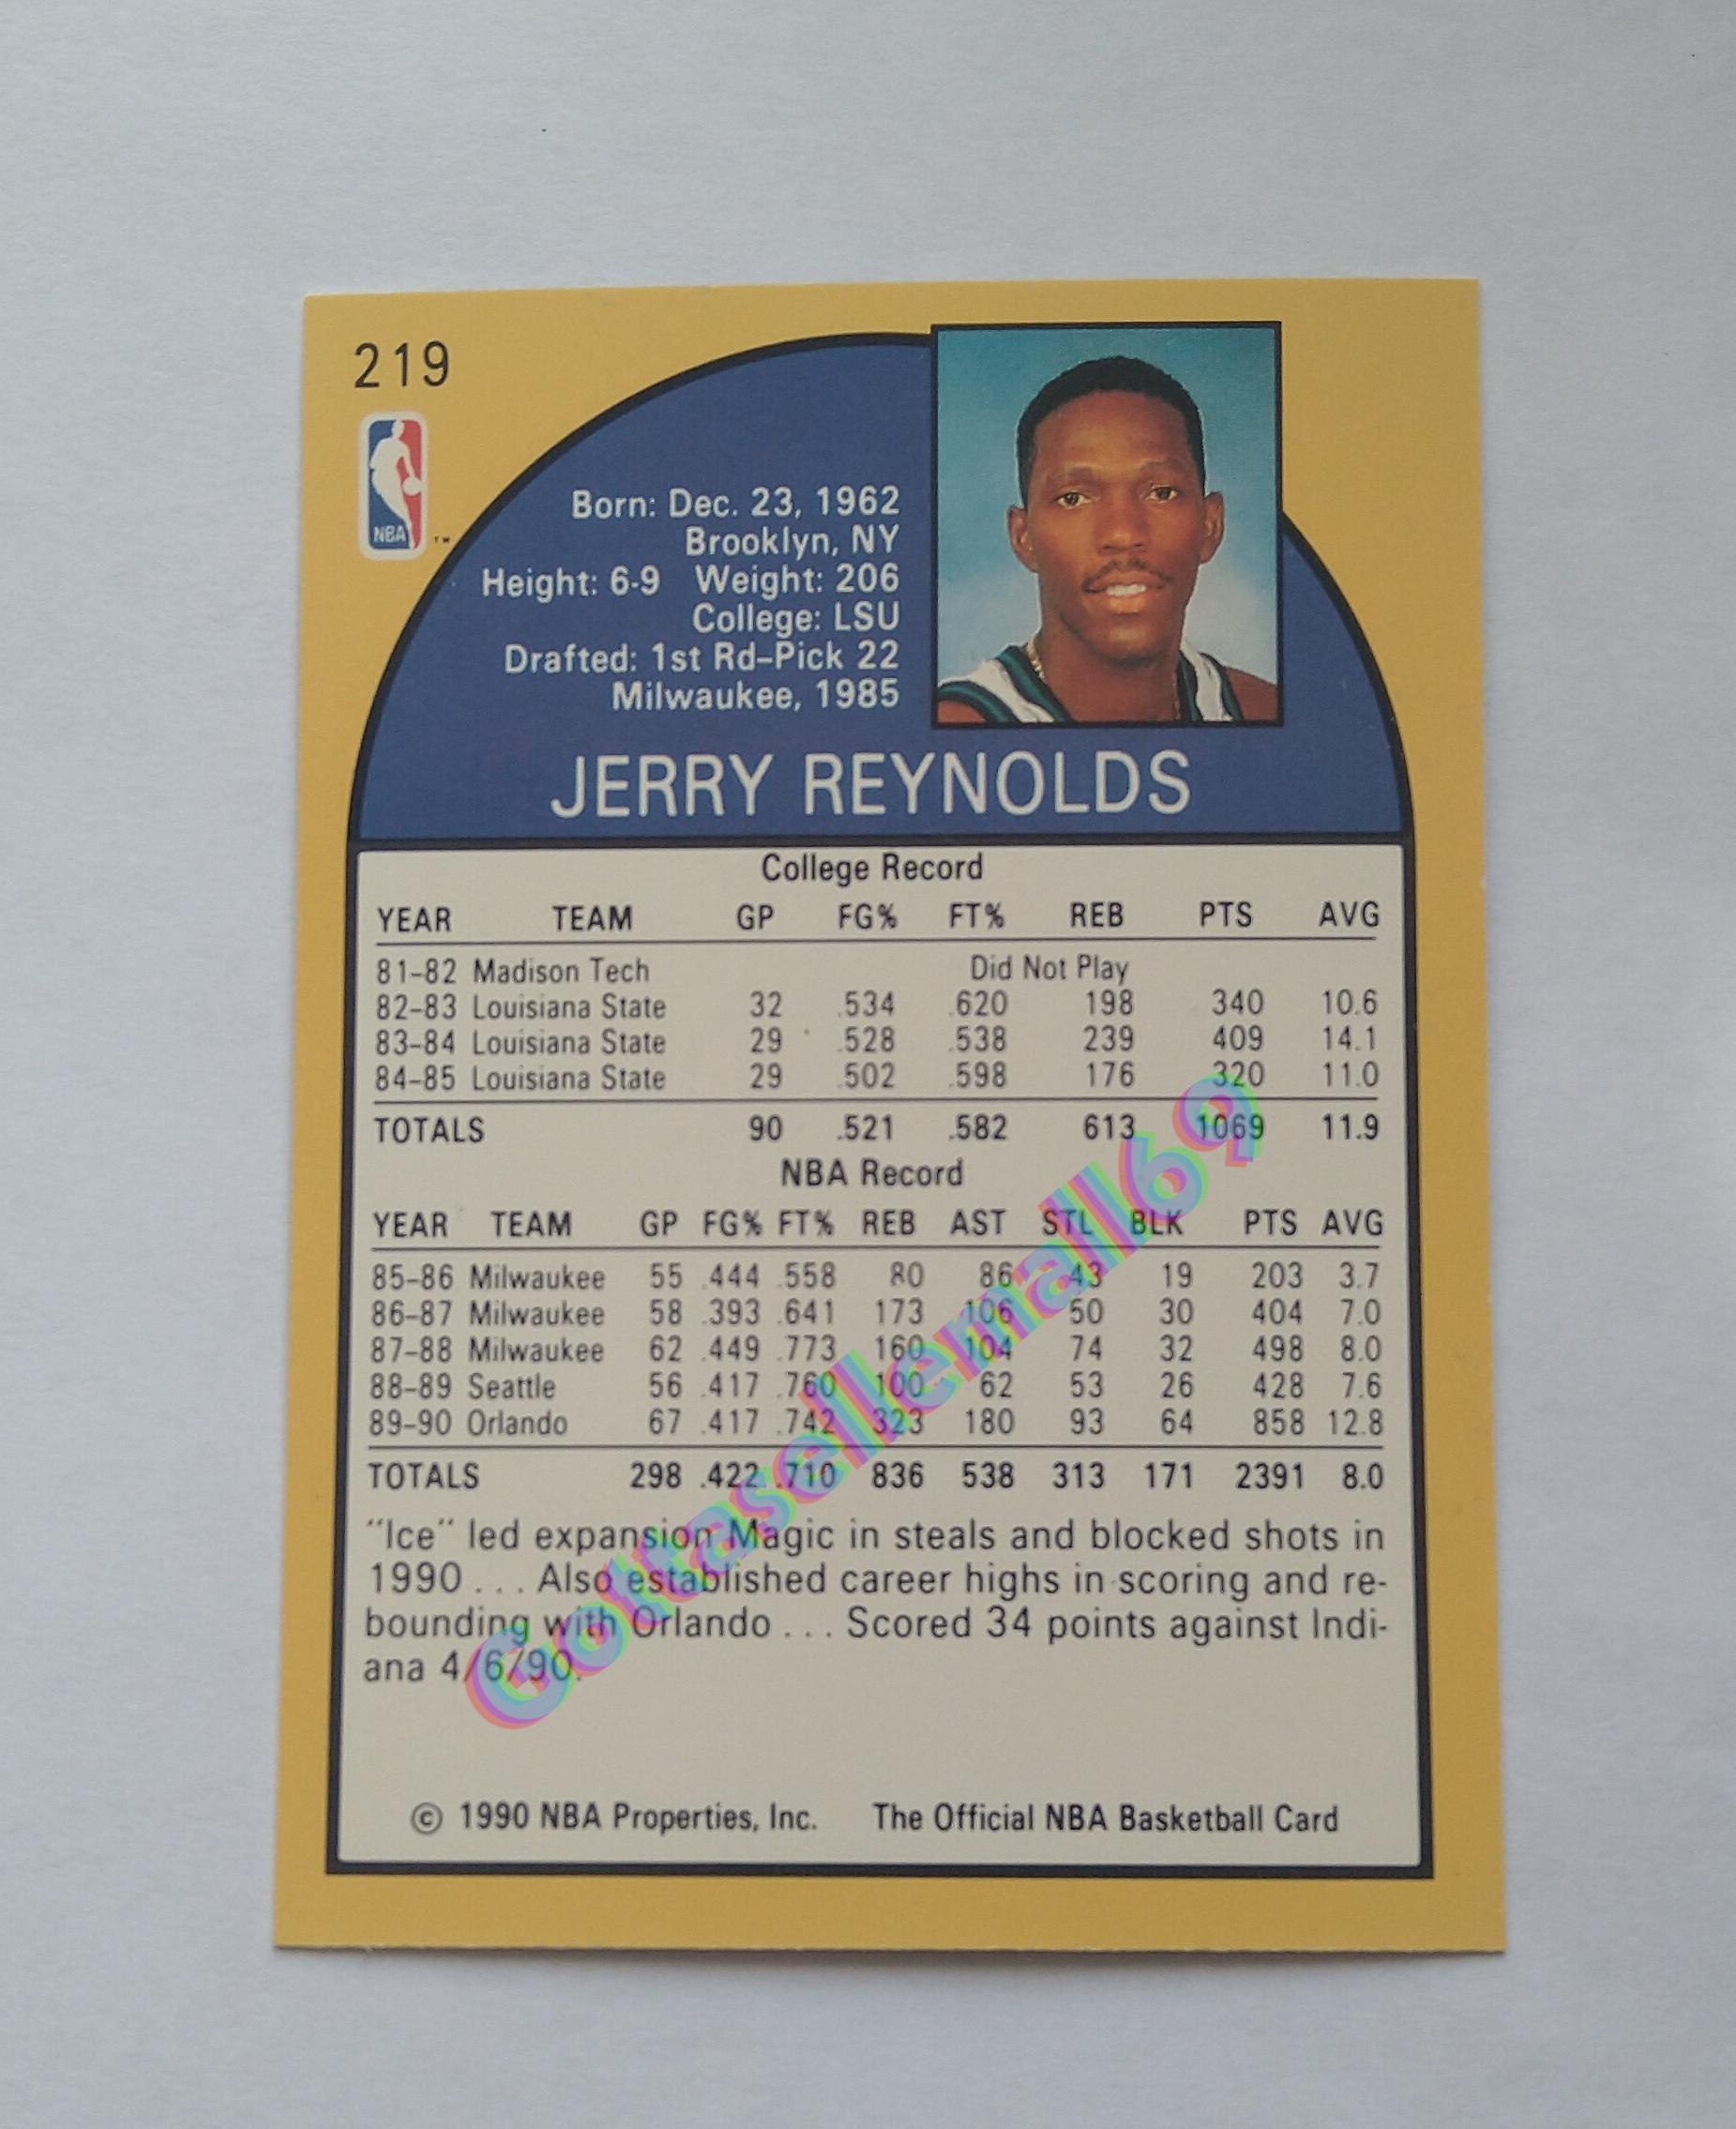 219
NBA
TM
Born: Dec. 23, 1962
Brooklyn, NY
Height: 6-9 Weight: 206
College: LSU
Drafted: 1st Rd–Pick 22
Milwaukee, 1985
JERRY REYNOLDS
College Record
YEAR TEAM GP FG% FT% REB PTS AVG
81–82 Madison Tech Did Not Play
82–83 Louisiana State 32 .534 .620 198 340 10.6
83–84 Louisiana State 29 .528 .538 239 409 14.1
84–85 Louisiana State 29 .502 .598 176 320 11.0
TOTALS 90 .521 .582 613 1069 11.9
NBA Record
YEAR TEAM GP FG% FT% REB AST STL BLK PTS AVG
85–86 Milwaukee 55 .444 .558 80 86 43 19 203 3.7
86–87 Milwaukee 58 .393 .641 173 106 50 30 404 7.0
87–88 Milwaukee 62 .449 .773 160 104 74 32 498 8.0
88–89 Seattle 56 .417 .760 100 62 53 26 428 7.6
89–90 Orlando 67 .417 .742 323 180 93 64 858 12.8
TOTALS 298 .422 .710 836 538 313 171 2391 8.0
"Ice" led expansion Magic in steals and blocked shots in
1990 . . . Also established career highs in scoring and re-
bounding with Orlando . . . Scored 34 points against Indi-
ana 4/6/90.
Gottasellemall69
© 1990 NBA Properties, Inc. The Official NBA Basketball Card